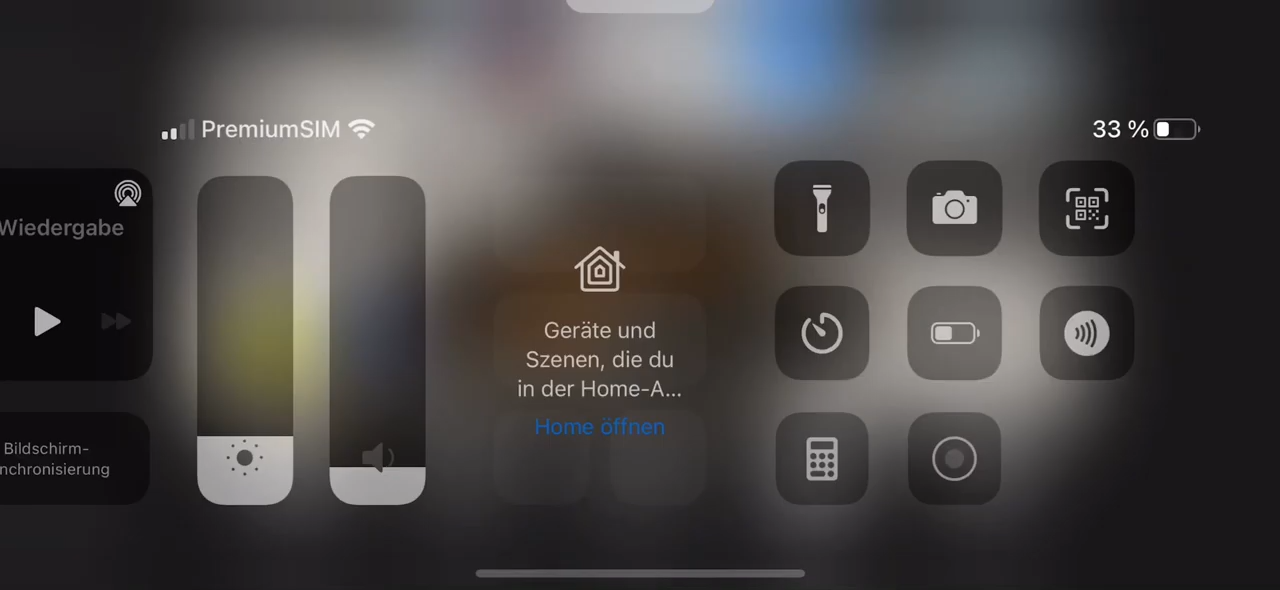 PremiumSIM
33 %
Wiedergabe
Geräte und
Szenen, die du
in der Home-A...
Home öffnen
Bildschirm-
nchronisierung